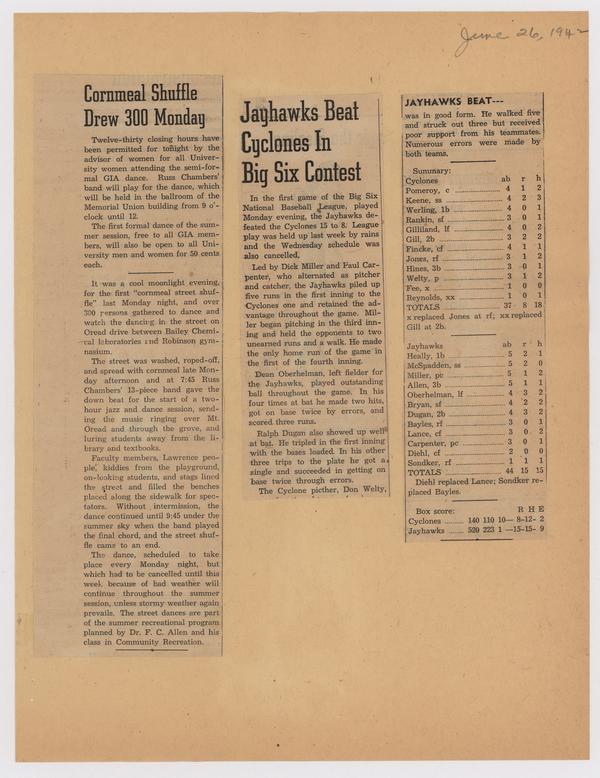 June 26, 194
Cornmeal Shuffle
Drew 300 Monday
Twelve-thirty closing hours have
been permitted for tonight by the
advisor of women for all Univer-
sity women attending the semi-for-
mal GIA dance. Russ Chambers'
band will play for the dance, which
will be held in the ballroom of the
Memorial Union building from 9 o'-
clock until 12.
The first formal dance of the sum-
mer session, free to all GIA mem-
bers, will also be open to all Uni-
versity men and women for 50 cents
each.
It was a cool moonlight evening,
for the first "cornmeal street shuf-
fle" last Monday night, and over
300 persons gathered to dance and
watch the dancing in the street on
Oread drive between Bailey Chemi-
cal laboratories and Robinson gym-
nasium.
The street was washed, roped-off,
and spread with cornmeal late Mon-
day afternoon and at 7:45 Russ
Chambers' 13-piece band gave the
down beat for the start of a two-
hour jazz and dance session, send-
ing the music ringing over Mt.
Oread and through the grove, and
luring students away from the li-
brary and textbooks.
Faculty members, Lawrence peo-
ple, kiddies from the playground,
on-looking students, and stags lined
the street and filled the benches
placed along the sidewalk for spec-
tators. Without intermission, the
dance continued until 9:45 under the
summer sky when the band played
the final chord, and the street shuf-
fle came to an end.
The dance, scheduled to take
place every Monday night, but
which had to be cancelled until this
week because of bad weather will
continue throughout the summer
session, unless stormy weather again
prevails. The street dances are part
of the summer recreational program
planned by Dr. F. C. Allen and his
class in Community Recreation.
Jayhawks Beat
Cyclones In
Big Six Contest
In the first game of the Big Six
National Baseball League, played
Monday evening, the Jayhawks de-
feated the Cyclones 15 to 8. League
play was held up last week by rains
and the Wednesday schedule was
also cancelled.
Led by Dick Miller and Paul Car-
penter, who alternated as pitcher
and catcher, the Jayhawks piled up
five runs in the first inning to the
Cyclones one and retained the ad-
vantage throughout the game. Mil-
ler began pitching in the third inn-
ing and held the opponents to two
unearned runs and a walk. He made
the only home run of the game in
the first of the fourth inning.
Dean Oberhelman, left fielder for
the Jayhawks, played outstanding
ball throughout the game. In his
four times at bat he made two hits,
got on base twice by errors, and
scored three runs.
Ralph Dugan also showed up well
at bat. He tripled in the first inning
with the bases loaded. In his other
three trips to the plate he got a
single and succeeded in getting on
base twice through errors.
The Cyclone picther, Don Welty,
JAYHAWKS BEAT---
was in good form. He walked five
and struck out three but received
poor support from his teammates.
Numerous errors were made by
both teams.
Summary:
Cyclones ab r h
Pomeroy, c 4 1 2
Keene, ss 4 2 3
Werling, 1b 4 0 1
Rankin, sf 3 0 1
Gilliland, lf 4 0 2
Gill, 2b 3 2 2
Fincke, cf 4 1 1
Jones, rf 3 1 2
Hines, 3b 3 0 1
Welty, p 3 1 2
Fee, x 1 0 0
Reynolds, xx 1 0 1
TOTALS 37 8 18
x replaced Jones at rf; xx replaced
Gill at 2b.
Jayhawks ab r h
Heally, 1b 5 2 1
McSpadden, ss 5 2 0
Miller, pc 5 1 2
Allen, 3b 5 1 1
Oberhelman, lf 4 3 2
Bryan, sf 4 2 2
Dugan, 2b 4 3 2
Bayles, rf 3 0 1
Lance, cf 3 0 2
Carpenter, pc 3 0 1
Diehl, cf 2 0 0
Sondker, rf 1 1 1
TOTALS 44 15 15
Diehl replaced Lance; Sondker re-
placed Bayles.
Box score: R H E
Cyclones 140 110 10— 8-12- 2
Jayhawks 520 223 1 —15-15- 9